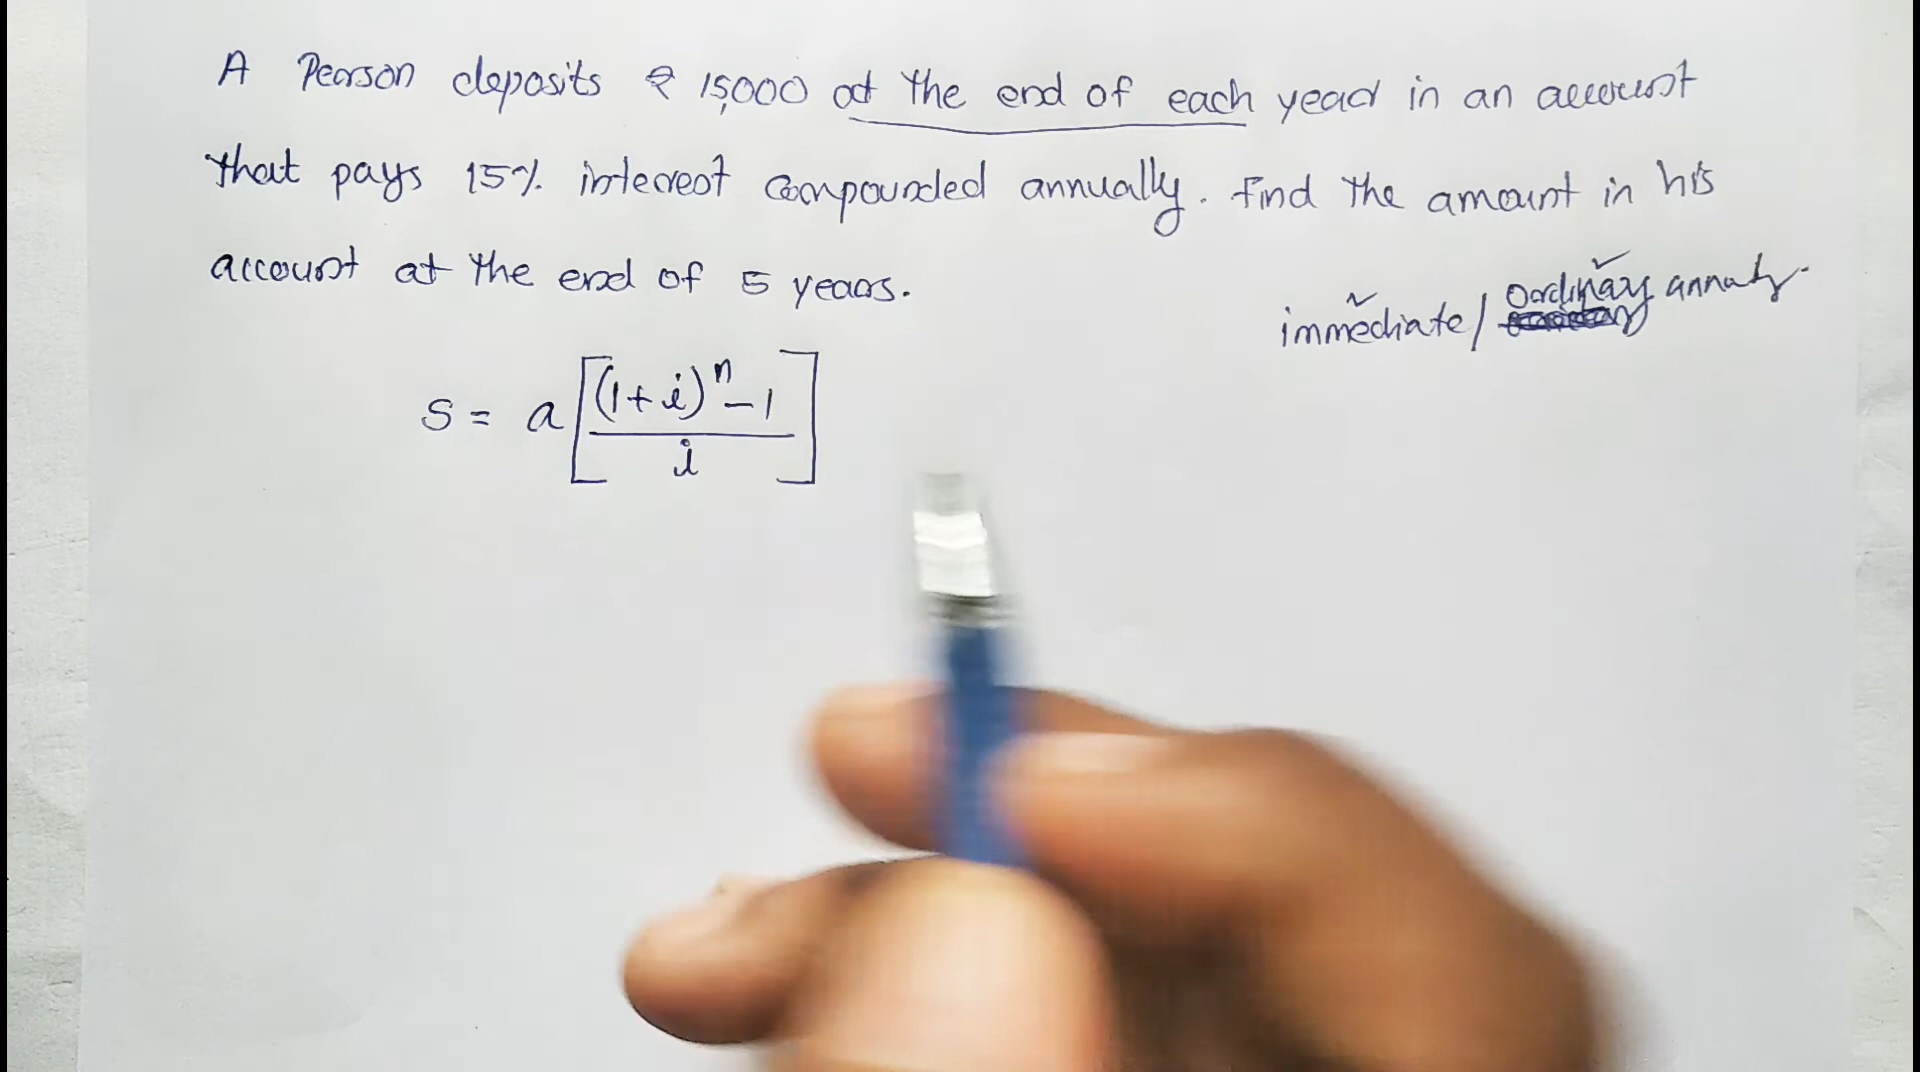 A Person deposits ₹ 15,000 at the end of each year in an account
that pays 15% interest compounded annually. find the amount in his
account at the end of 5 years.
immediate/ Ordinary annuity.
S = a[((1+i)^n - 1)/i]